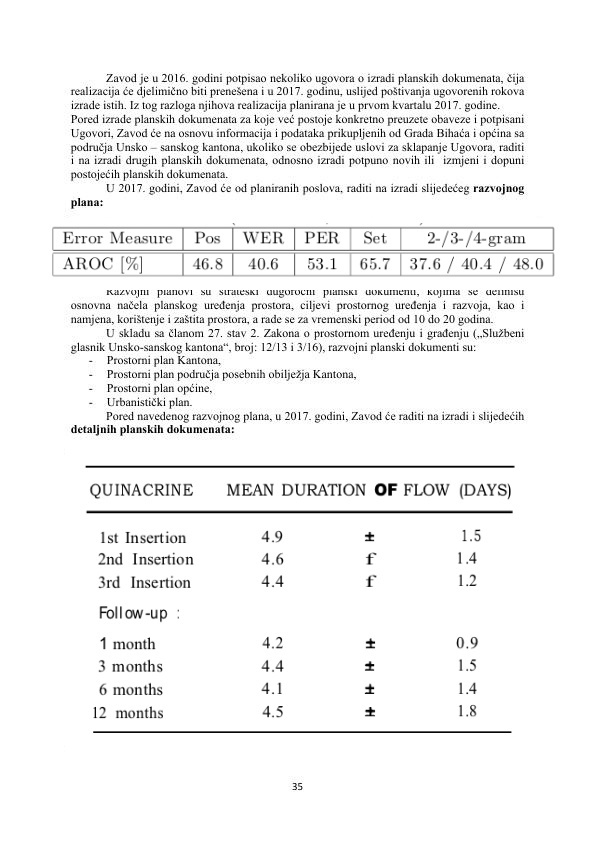 Zavod je u 2016. godini potpisao nekoliko ugovora o izradi planskih dokumenata, čija
realizacija će djelimično biti prenešena i u 2017. godinu, uslijed poštivanja ugovorenih rokova
izrade istih. Iz tog razloga njihova realizacija planirana je u prvom kvartalu 2017. godine.
Pored izrade planskih dokumenata za koje već postoje konkretno preuzete obaveze i potpisani
Ugovori, Zavod će na osnovu informacija i podataka prikupljenih od Grada Bihaća i općina sa
područja Unsko – sanskog kantona, ukoliko se obezbijede uslovi za sklapanje Ugovora, raditi
i na izradi drugih planskih dokumenata, odnosno izradi potpuno novih ili izmjeni i dopuni
postojećih planskih dokumenata.
U 2017. godini, Zavod će od planiranih poslova, raditi na izradi slijedećeg razvojnog
plana:
Error Measure Pos WER PER Set 2-/3-/4-gram
AROC [%] 46.8 40.6 53.1 65.7 37.6 / 40.4 / 48.0
Razvojni planovi su strateški dugoročni planski dokumenti, kojima se definišu
osnovna načela planskog uređenja prostora, ciljevi prostornog uređenja i razvoja, kao i
namjena, korištenje i zaštita prostora, a rade se za vremenski period od 10 do 20 godina.
U skladu sa članom 27. stav 2. Zakona o prostornom uređenju i građenju („Službeni
glasnik Unsko-sanskog kantona“, broj: 12/13 i 3/16), razvojni planski dokumenti su:
- Prostorni plan Kantona,
- Prostorni plan područja posebnih obilježja Kantona,
- Prostorni plan općine,
- Urbanistički plan.
Pored navedenog razvojnog plana, u 2017. godini, Zavod će raditi na izradi i slijedećih
detaljnih planskih dokumenata:
QUINACRINE MEAN DURATION OF FLOW (DAYS)
1st Insertion 4.9 ± 1.5
2nd Insertion 4.6 f 1.4
3rd Insertion 4.4 f 1.2
Follow-up :
1 month 4.2 ± 0.9
3 months 4.4 ± 1.5
6 months 4.1 ± 1.4
12 months 4.5 ± 1.8
35